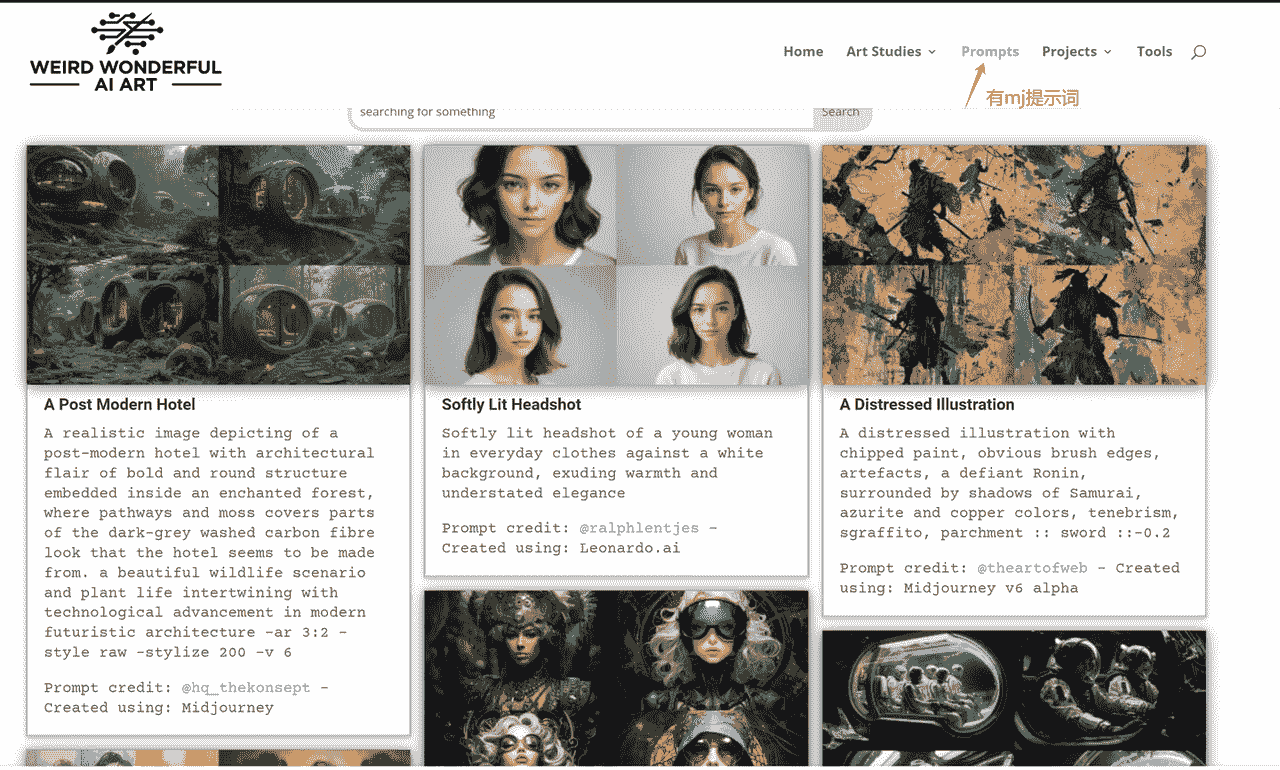 WEIRD WONDERFUL
AI ART
Home
Art Studies
Prompts
Projects
Tools
有mj提示词
searching for something
Search
A Post Modern Hotel
A realistic image depicting of a
post-modern hotel with architectural
flair of bold and round structure
embedded inside an enchanted forest,
where pathways and moss covers parts
of the dark-grey washed carbon fibre
look that the hotel seems to be made
from. a beautiful wildlife scenario
and plant life intertwining with
technological advancement in modern
futuristic architecture –ar 3:2 –
style raw –stylize 200 –v 6
Prompt credit: @hq_thekonsept –
Created using: Midjourney
Softly Lit Headshot
Softly lit headshot of a young woman
in everyday clothes against a white
background, exuding warmth and
understated elegance
Prompt credit: @ralphlentjes –
Created using: Leonardo.ai
A Distressed Illustration
A distressed illustration with
chipped paint, obvious brush edges,
artefacts, a defiant Ronin,
surrounded by shadows of Samurai,
azurite and copper colors, tenebrism,
sgraffito, parchment :: sword ::-0.2
Prompt credit: @theartofweb – Created
using: Midjourney v6 alpha